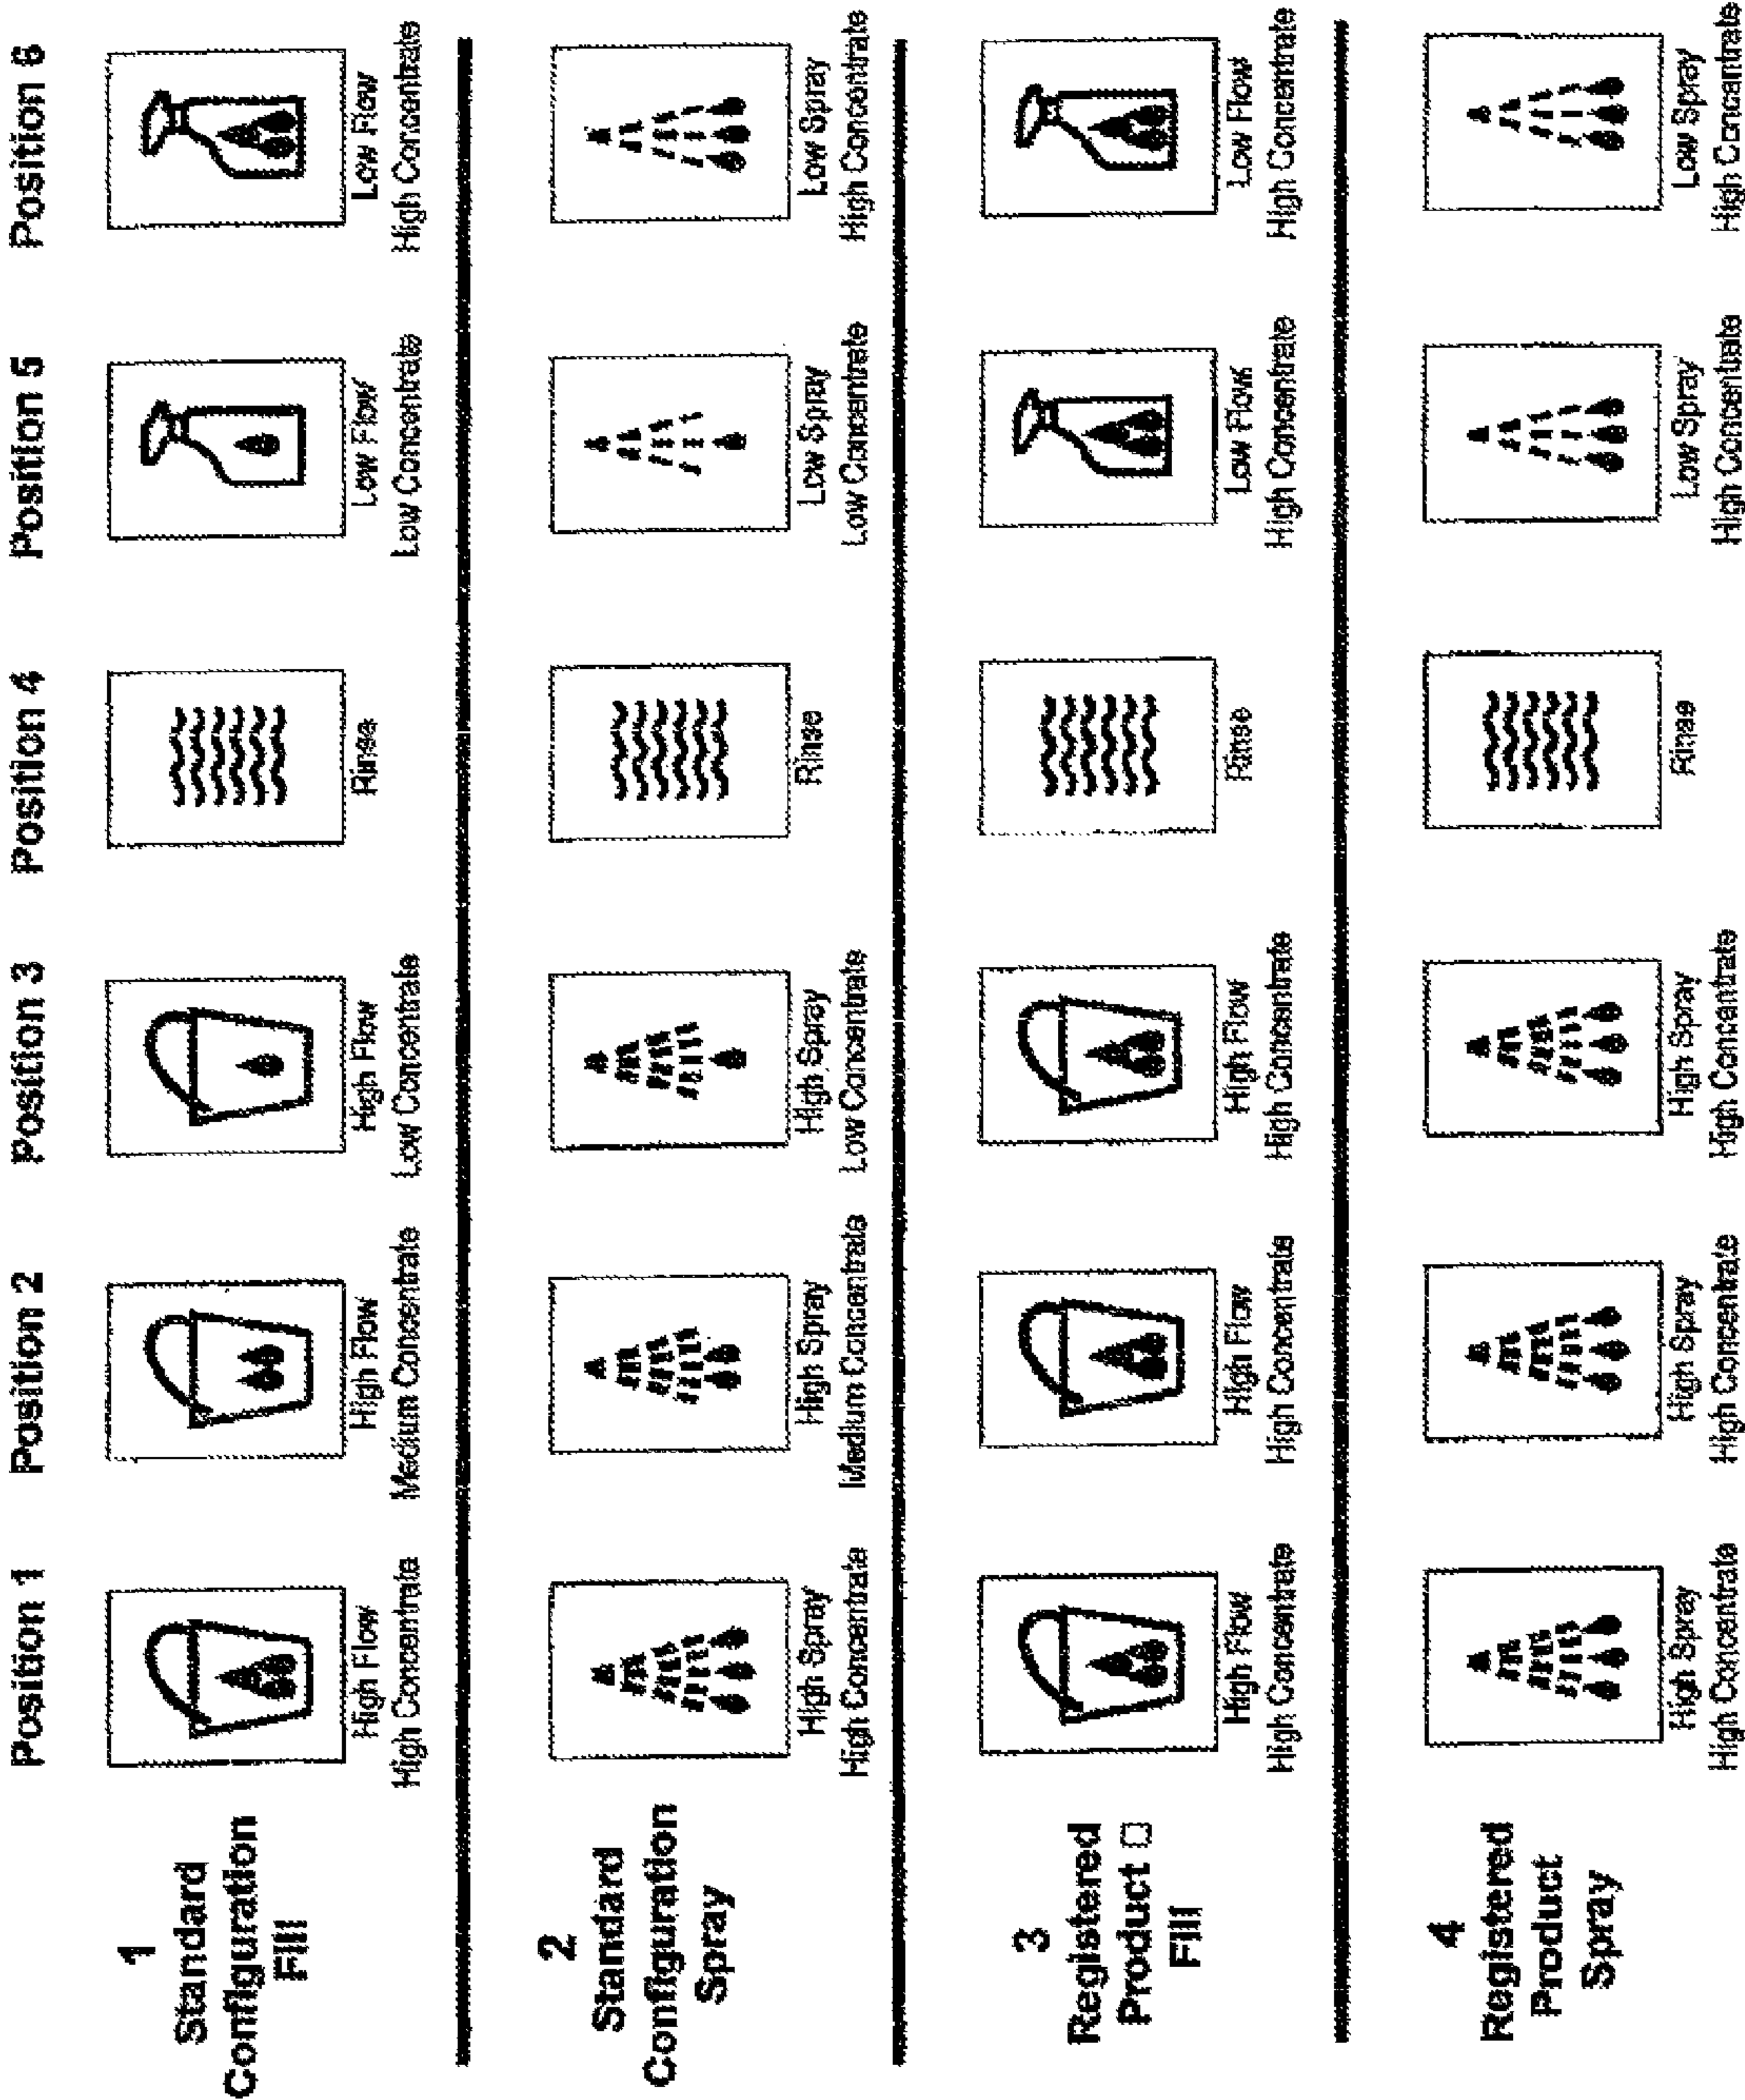 Position 1
Position 2
Position 3
Position 4
Position 5
Position 6
1
Standard
Configuration
Fill
High Flow
High Concentrate
High Flow
Medium Concentrate
High Flow
Low Concentrate
Rinse
Low Flow
Low Concentrate
Low Flow
High Concentrate
2
Standard
Configuration
Spray
High Spray
High Concentrate
High Spray
Medium Concentrate
High Spray
Low Concentrate
Rinse
Low Spray
Low Concentrate
Low Spray
High Concentrate
3
Registered
Product □
Fill
High Flow
High Concentrate
High Flow
High Concentrate
High Flow
High Concentrate
Rinse
Low Flow
High Concentrate
Low Flow
High Concentrate
4
Registered
Product
Spray
High Spray
High Concentrate
High Spray
High Concentrate
High Spray
High Concentrate
Rinse
Low Spray
High Concentrate
Low Spray
High Concentrate